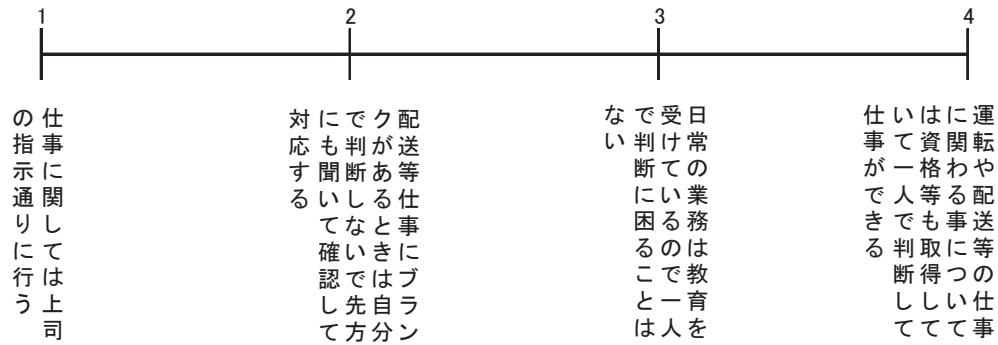 1
2
3
4
仕事に関しては上司
の指示通りに行う
配送等仕事にブラン
クがあるときは自分
で判断しないで先方
にも聞いて確認して
対応する
日常の業務は教育を
受けているので一人
で判断に困ることは
ない
運転や配送等の仕事
に関わる事について
は資格等も取得して
いて一人で判断して
仕事ができる